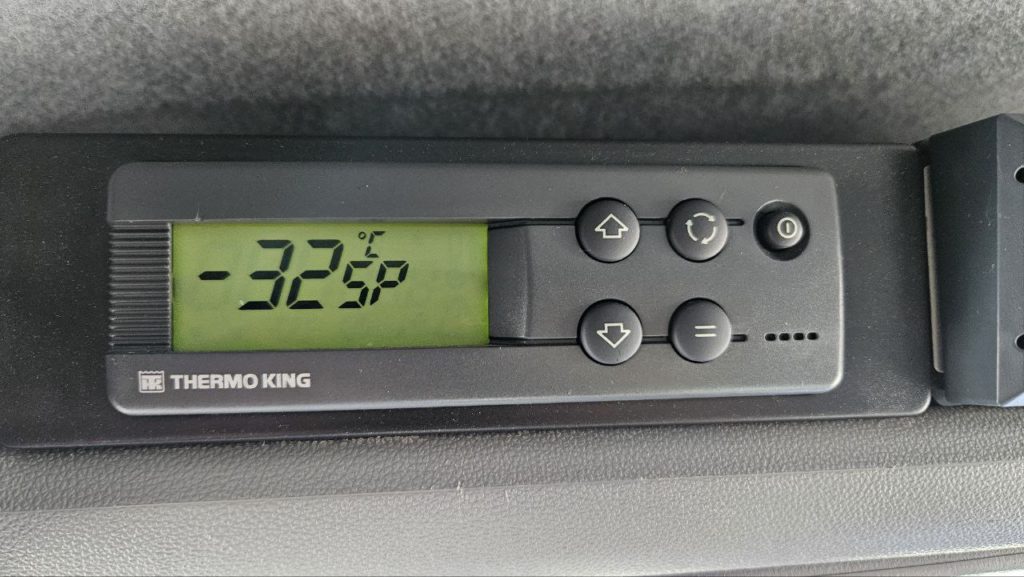 -32 °C SP
THERMO KING